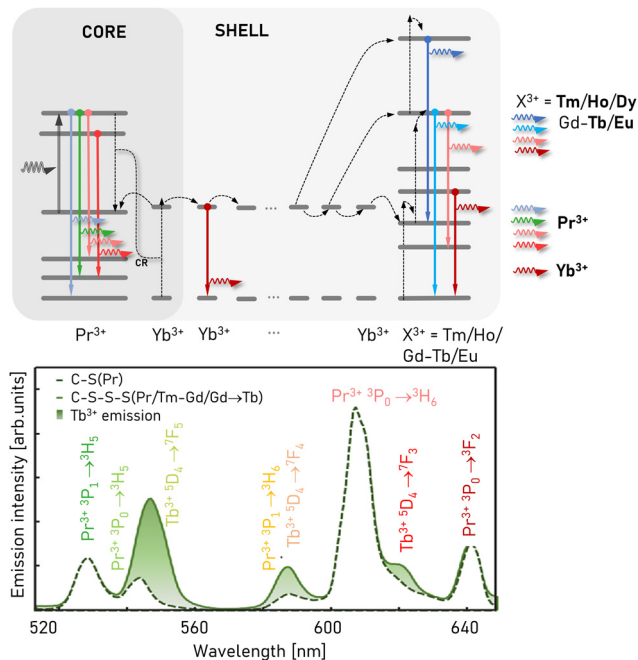 CORE
SHELL
X³⁺ = Tm/Ho/Dy
Gd–Tb/Eu
Pr³⁺
Yb³⁺
CR
Pr³⁺
Yb³⁺
Yb³⁺
...
...
...
Yb³⁺
X³⁺ = Tm/Ho/
Gd–Tb/Eu
C–S(Pr)
C–S–S–S(Pr/Tm–Gd/Gd→Tb)
Tb³⁺ emission
Pr³⁺ ³P₁→³H₅
Pr³⁺ ³P₀→³H₅
Tb³⁺ ⁵D₄→⁷F₅
Pr³⁺ ³P₁→³H₆
Tb³⁺ ⁵D₄→⁷F₄
Pr³⁺ ³P₀→³H₆
Tb³⁺ ⁵D₄→⁷F₃
Pr³⁺ ³P₀→³F₂
Emission intensity [arb.units]
520 560 600 640
Wavelength [nm]